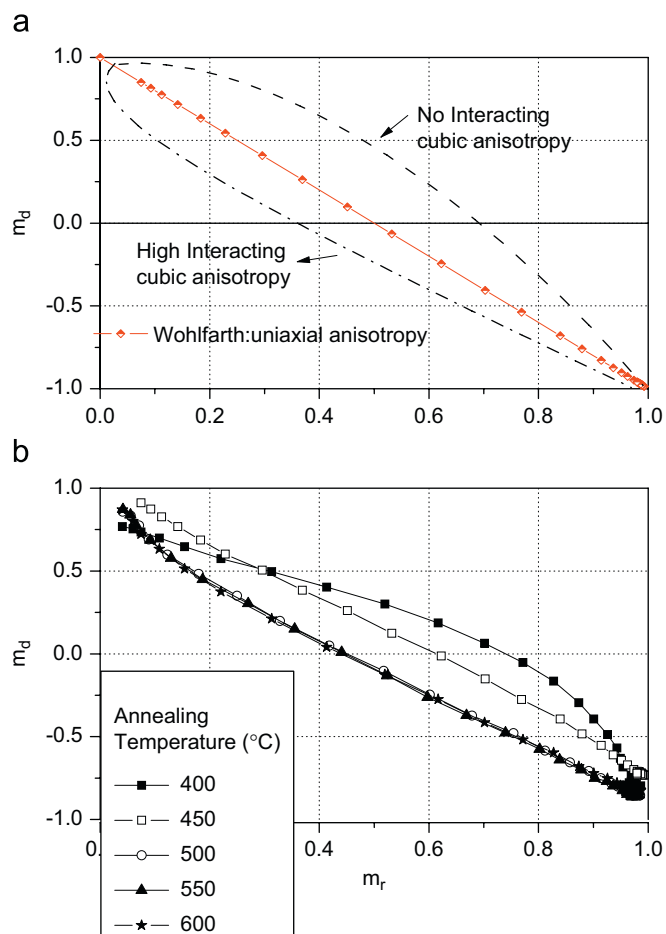 a
1.0
0.5
0.0
-0.5
-1.0
m_d
No Interacting
cubic anisotropy
High Interacting
cubic anisotropy
Wohlfarth:uniaxial anisotropy
0.0
0.2
0.4
0.6
0.8
1.0
b
1.0
0.5
0.0
-0.5
-1.0
m_d
Annealing
Temperature (°C)
400
450
500
550
600
0.
0.4
0.6
0.8
1.0
m_r